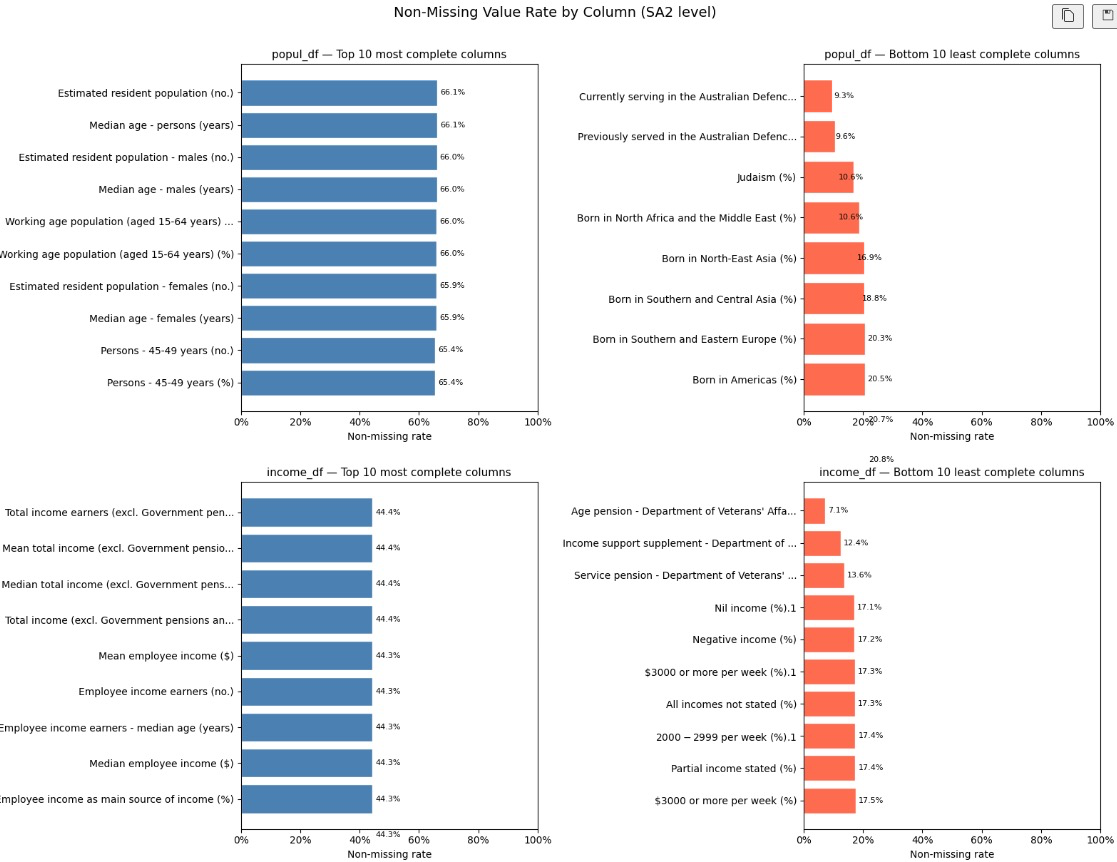 Non-Missing Value Rate by Column (SA2 level)
popul_df — Top 10 most complete columns
Estimated resident population (no.) 66.1%
Median age - persons (years) 66.1%
Estimated resident population - males (no.) 66.0%
Median age - males (years) 66.0%
Working age population (aged 15-64 years) ... 66.0%
Working age population (aged 15-64 years) (%) 66.0%
Estimated resident population - females (no.) 65.9%
Median age - females (years) 65.9%
Persons - 45-49 years (no.) 65.4%
Persons - 45-49 years (%) 65.4%
0% 20% 40% 60% 80% 100%
Non-missing rate
popul_df — Bottom 10 least complete columns
Currently serving in the Australian Defenc... 9.3%
Previously served in the Australian Defenc... 9.6%
Judaism (%) 10.6%
Born in North Africa and the Middle East (%) 10.6%
Born in North-East Asia (%) 16.9%
Born in Southern and Central Asia (%) 18.8%
Born in Southern and Eastern Europe (%) 20.3%
Born in Americas (%) 20.5%
20.7%
0% 20% 40% 60% 80% 100%
Non-missing rate
20.8%
income_df — Top 10 most complete columns
Total income earners (excl. Government pen... 44.4%
Mean total income (excl. Government pensio... 44.4%
Median total income (excl. Government pens... 44.4%
Total income (excl. Government pensions an... 44.4%
Mean employee income ($) 44.3%
Employee income earners (no.) 44.3%
Employee income earners - median age (years) 44.3%
Median employee income ($) 44.3%
Employee income as main source of income (%) 44.3%
44.3%
0% 20% 40% 60% 80% 100%
Non-missing rate
income_df — Bottom 10 least complete columns
Age pension - Department of Veterans' Affa... 7.1%
Income support supplement - Department of ... 12.4%
Service pension - Department of Veterans' ... 13.6%
Nil income (%).1 17.1%
Negative income (%) 17.2%
$3000 or more per week (%).1 17.3%
All incomes not stated (%) 17.3%
2000 − 2999 per week (%).1 17.4%
Partial income stated (%) 17.4%
$3000 or more per week (%) 17.5%
0% 20% 40% 60% 80% 100%
Non-missing rate